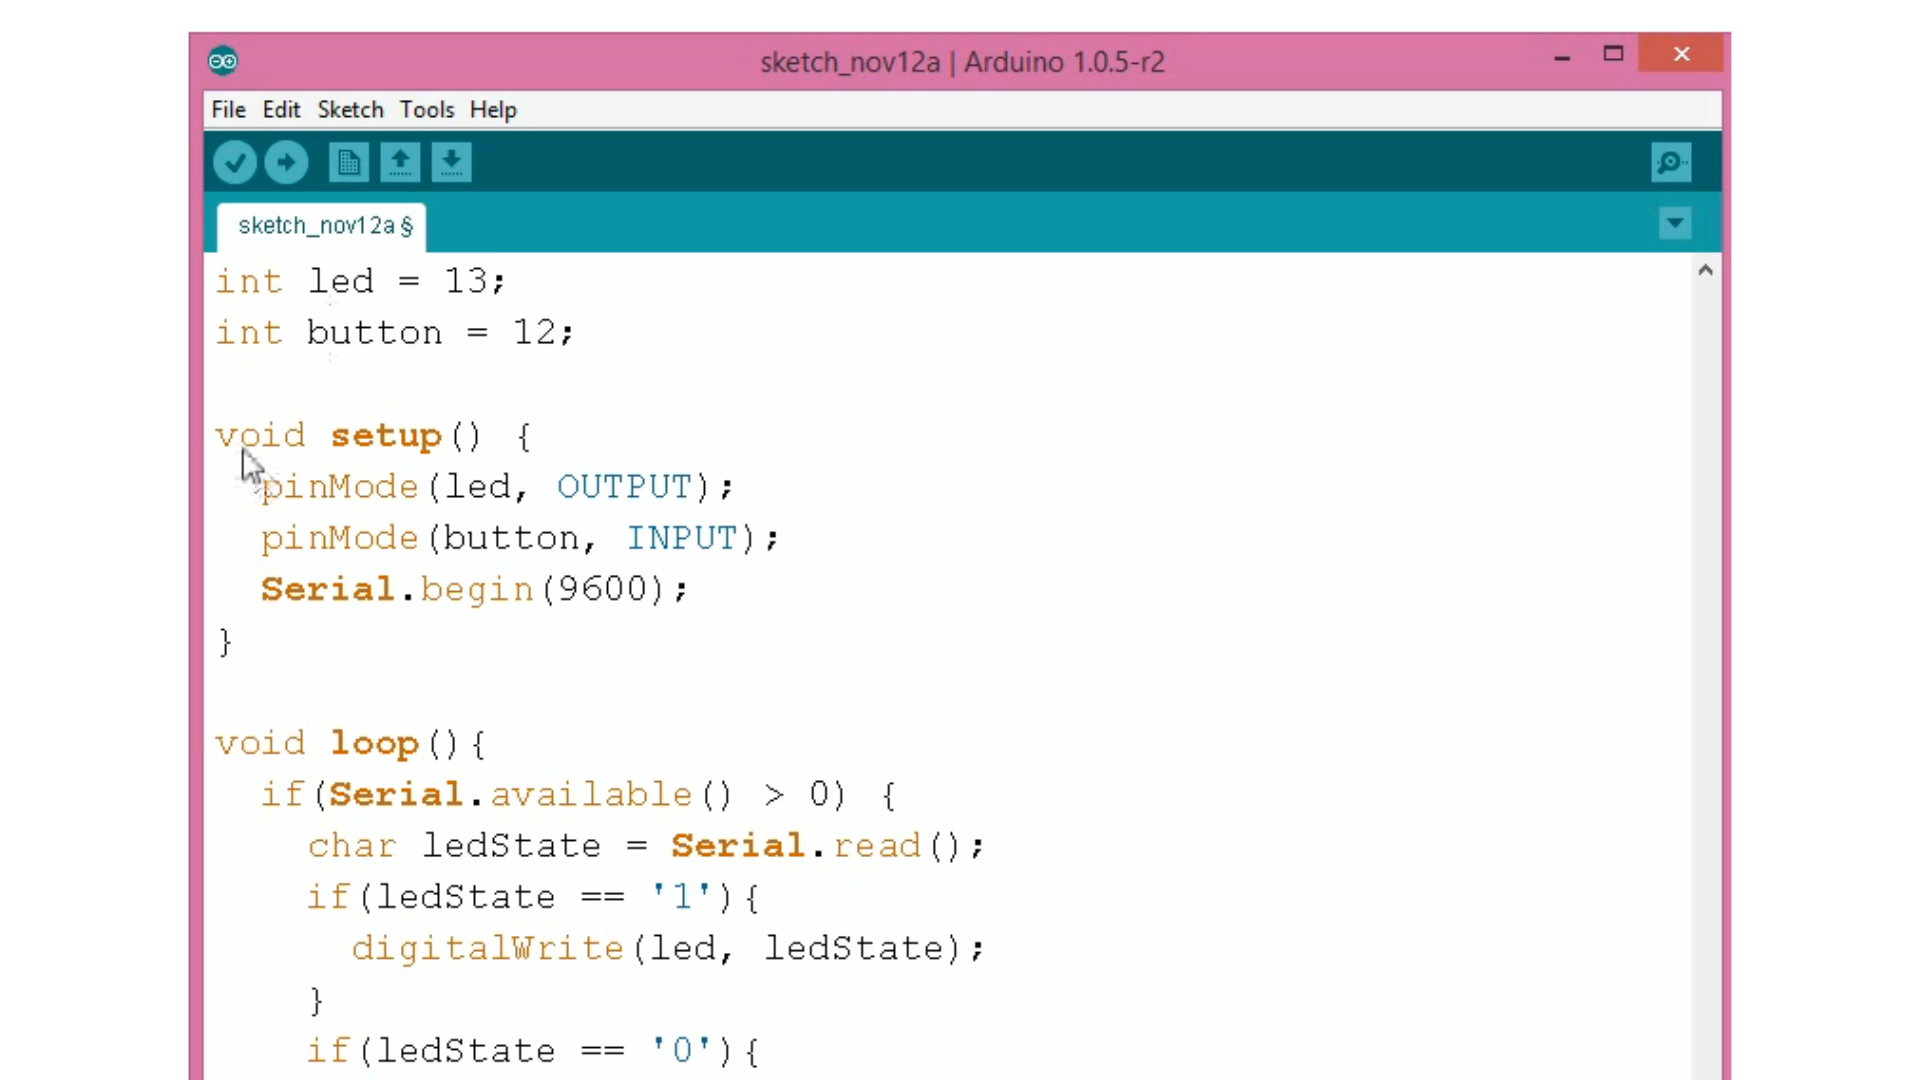 sketch_nov12a | Arduino 1.0.5-r2
File Edit Sketch Tools Help
sketch_nov12a §
int led = 13;
int button = 12;
void setup() {
  pinMode(led, OUTPUT);
  pinMode(button, INPUT);
  Serial.begin(9600);
}
void loop(){
  if(Serial.available() > 0) {
    char ledState = Serial.read();
    if(ledState == '1'){
      digitalWrite(led, ledState);
    }
    if(ledState == '0'){